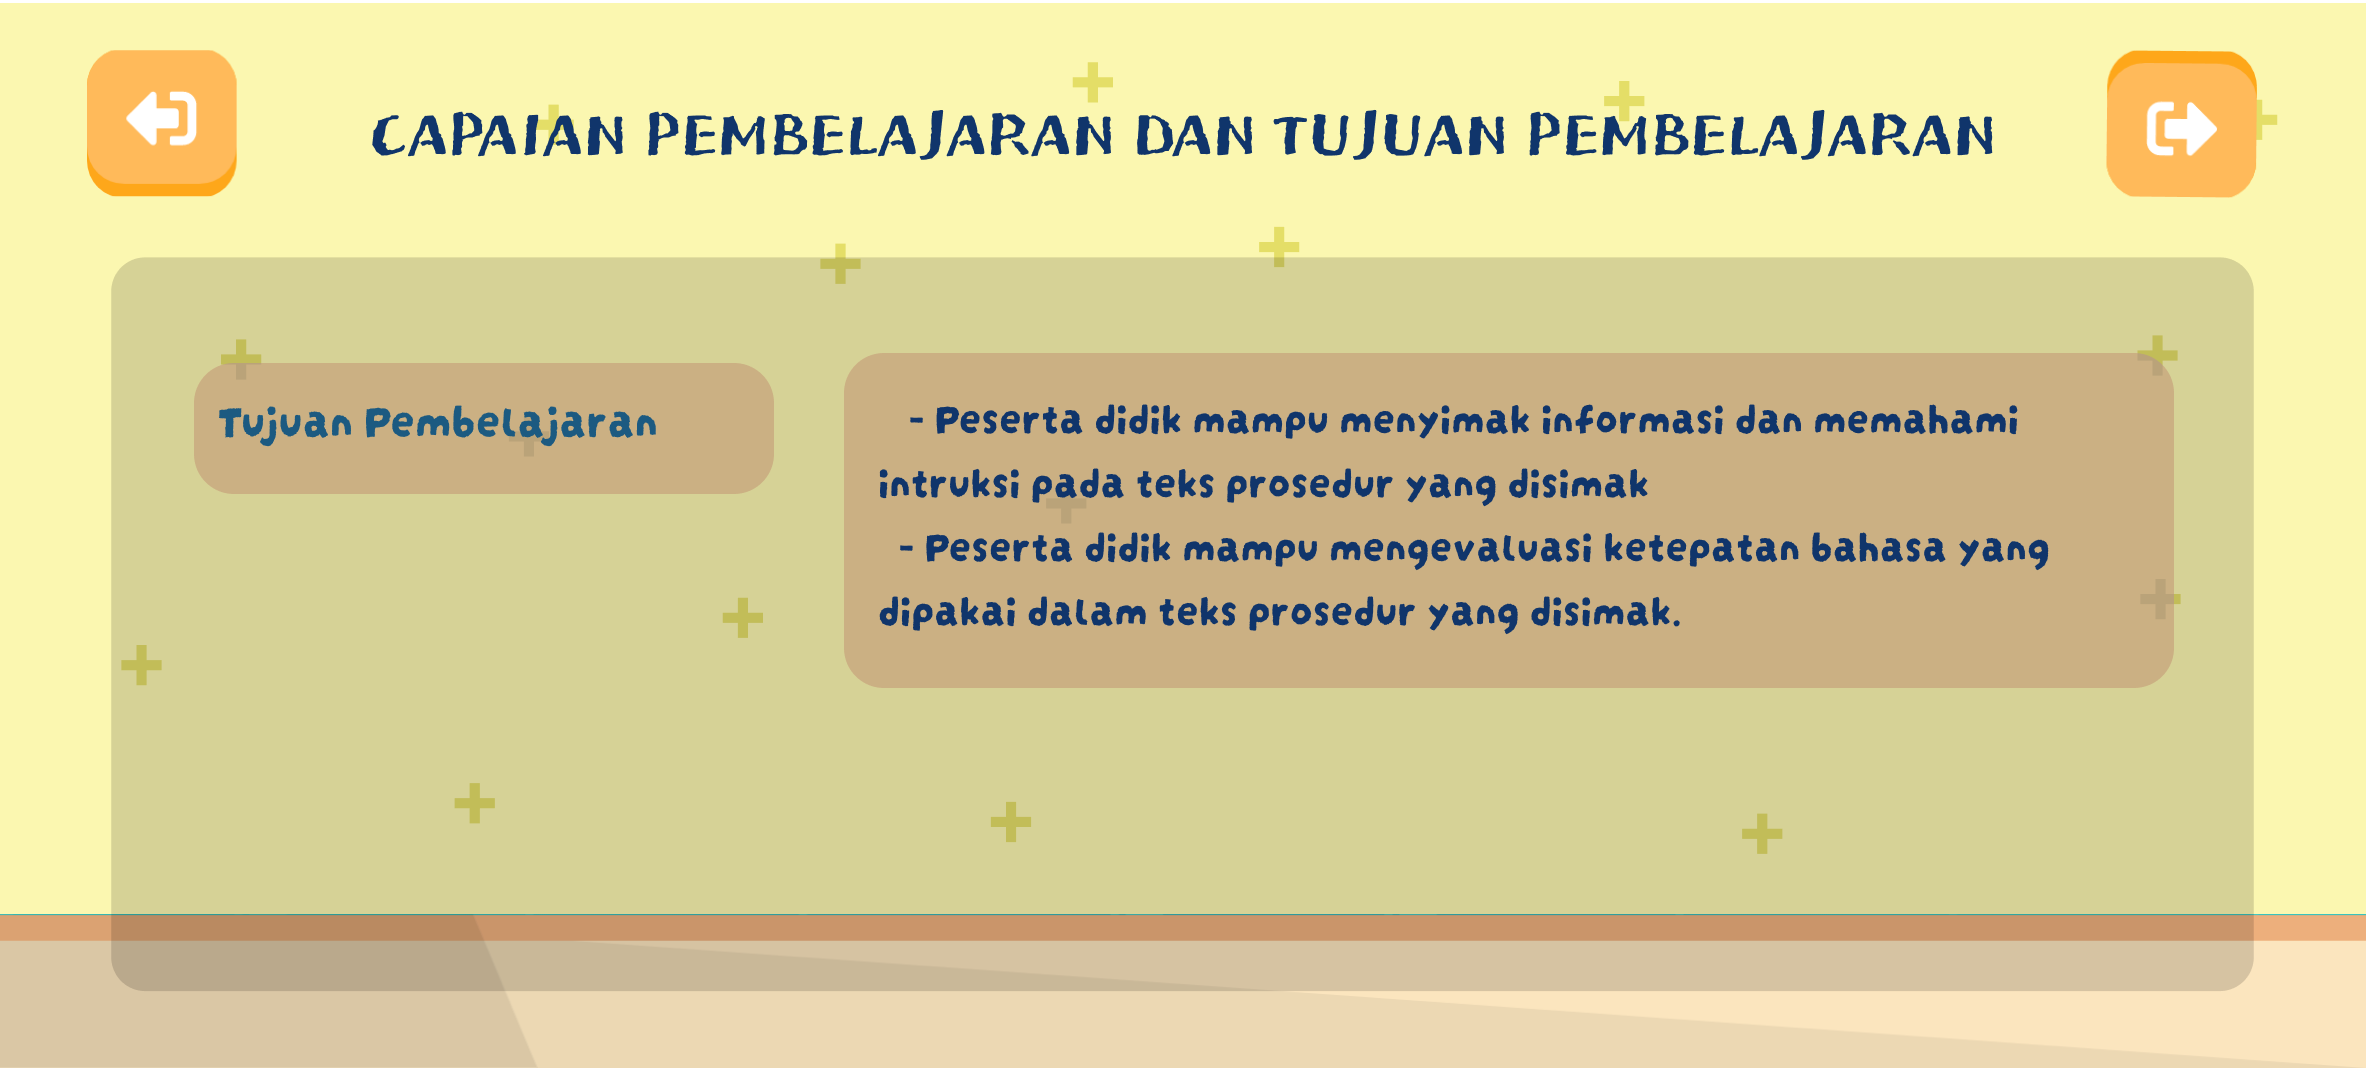 CAPAIAN PEMBELAJARAN DAN TUJUAN PEMBELAJARAN
Tujuan Pembelajaran
- Peserta didik mampu menyimak informasi dan memahami
intruksi pada teks prosedur yang disimak
- Peserta didik mampu mengevaluasi ketepatan bahasa yang
dipakai dalam teks prosedur yang disimak.